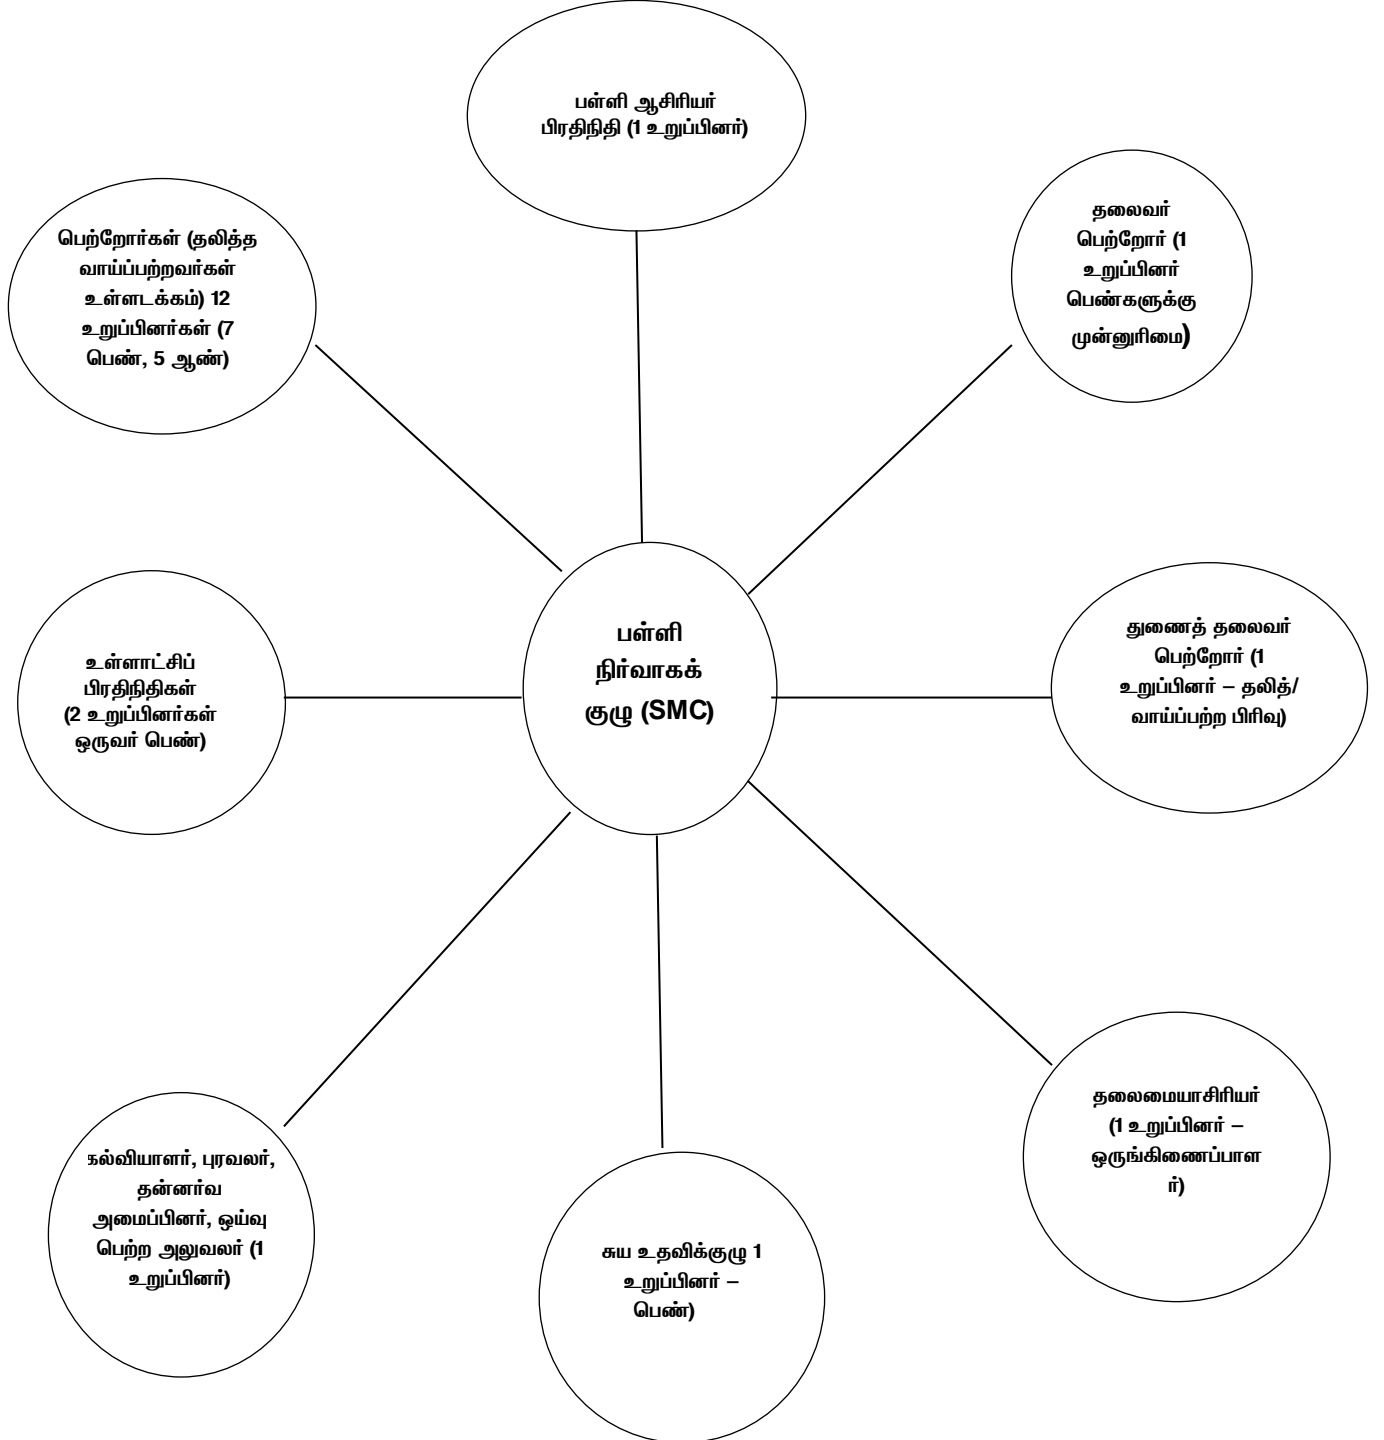 பள்ளி ஆசிரியர்
பிரதிநிதி (1 உறுப்பினர்)
தலைவர்
பெற்றோர் (1
உறுப்பினர்
பெண்களுக்கு
முன்னுரிமை)
பெற்றோர்கள் (தலித்த
வாய்ப்பற்றவர்கள்
உள்ளடக்கம்) 12
உறுப்பினர்கள் (7
பெண், 5 ஆண்)
பள்ளி
நிர்வாகக்
குழு (SMC)
துணைத் தலைவர்
பெற்றோர் (1
உறுப்பினர் – தலித்/
வாய்ப்பற்ற பிரிவு)
உள்ளாட்சிப்
பிரதிநிதிகள்
(2 உறுப்பினர்கள்
ஒருவர் பெண்)
தலைமையாசிரியர்
(1 உறுப்பினர் –
ஒருங்கிணைப்பாள
ர்)
கல்வியாளர், புரவலர்,
தன்னர்வ
அமைப்பினர், ஒய்வு
பெற்ற அலுவலர் (1
உறுப்பினர்)
சுய உதவிக்குழு 1
உறுப்பினர் –
பெண்)